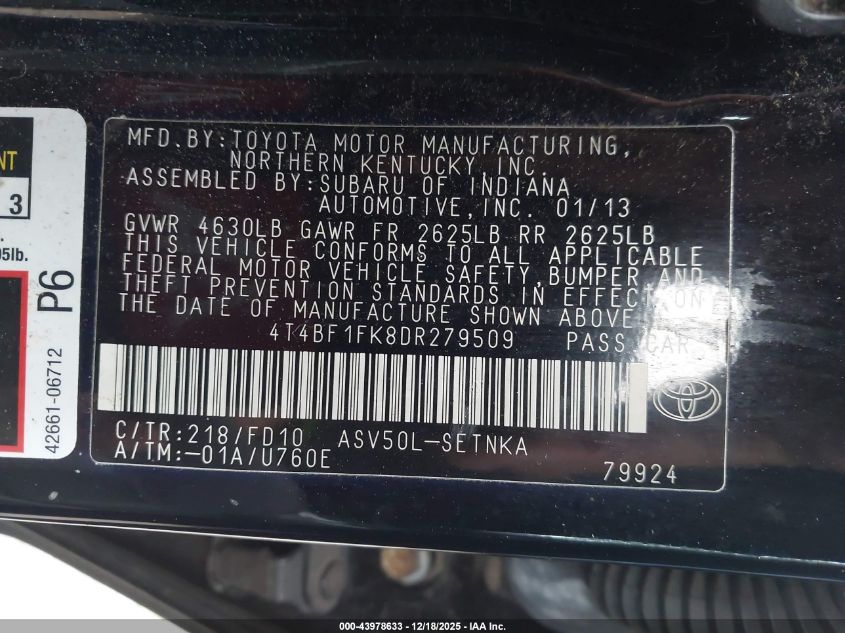 MFD.BY:TOYOTA MOTOR MANUFACTURING,
NORTHERN KENTUCKY, INC.
ASSEMBLED BY:SUBARU OF INDIANA
AUTOMOTIVE,INC. 01/13
GVWR 4630LB GAWR FR 2625LB RR 2625LB
THIS VEHICLE CONFORMS TO ALL APPLICABLE
FEDERAL MOTOR VEHICLE SAFETY,BUMPER AND
THEFT PREVENTION STANDARDS IN EFFECT ON
THE DATE OF MANUFACTURE SHOWN ABOVE.
4T4BF1FK8DR279509 PASS CAR
C/TR:218/FD10 ASV50L-SETNKA
A/TM:-01A/U760E
79924
NT
3
5lb.
P6
42661-06712
000-43978633 - 12/18/2025 - IAA Inc.